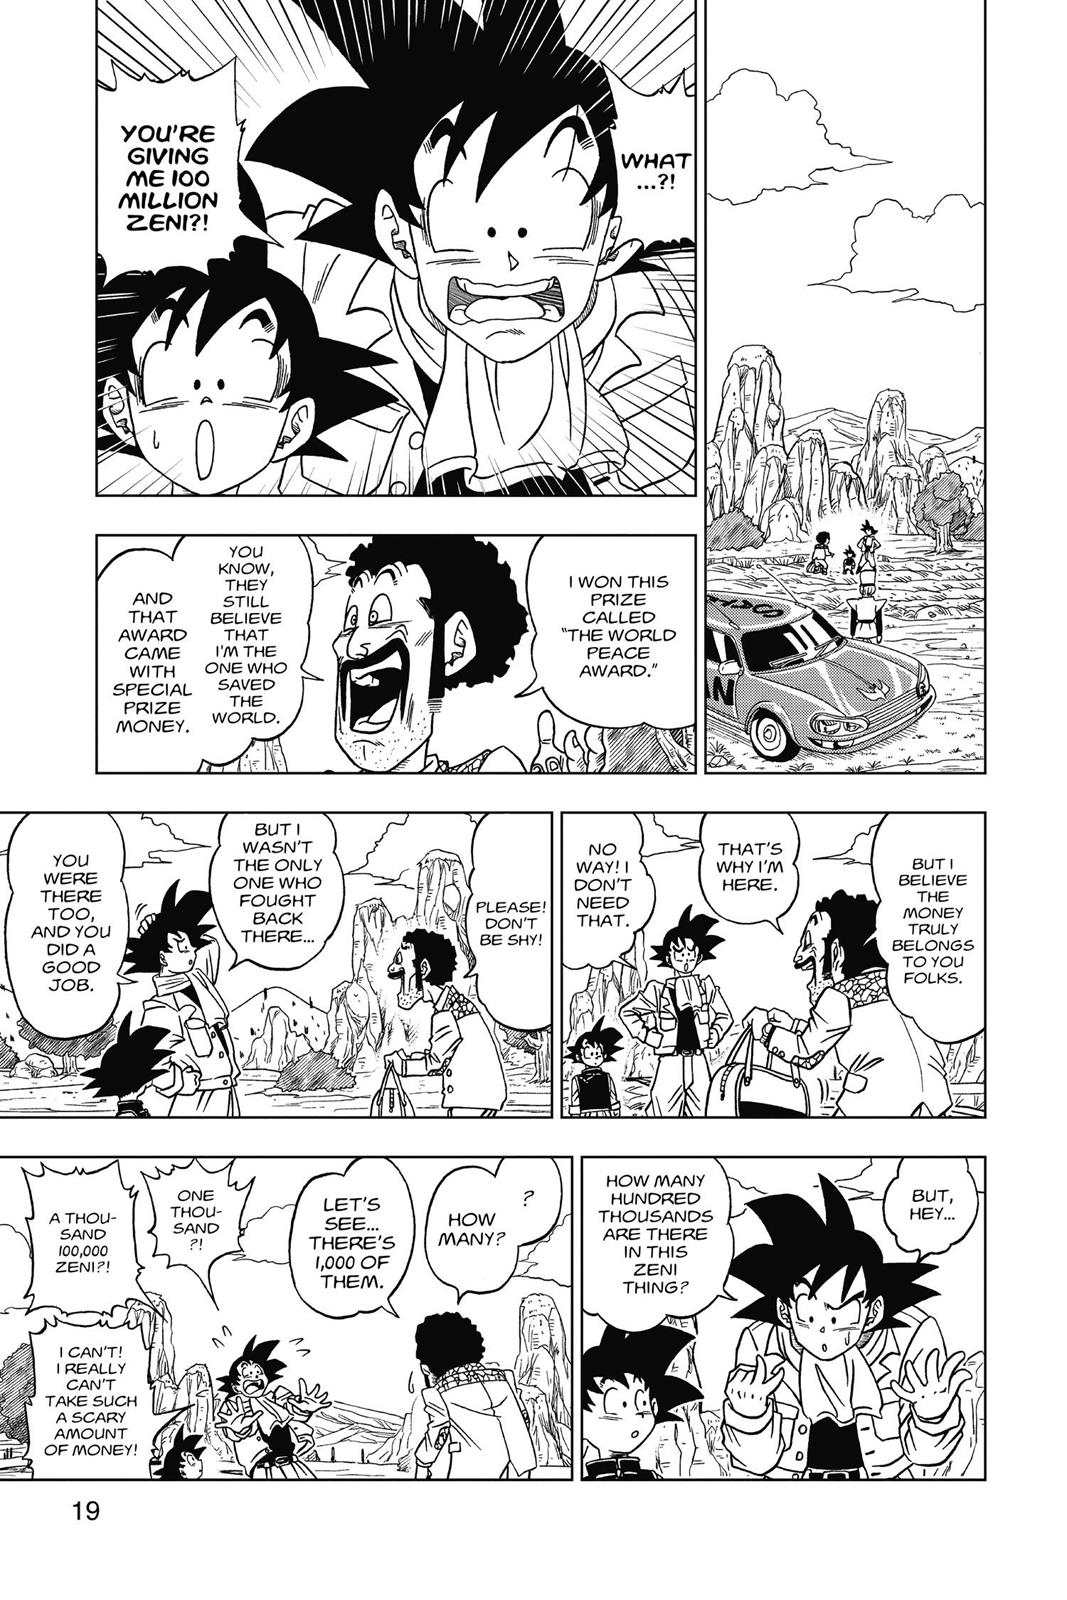 AN
WHAT
...?!
YOU'RE
GIVING
ME 100
MILLION
ZENI?!
I WON THIS
PRIZE
CALLED
"THE WORLD
PEACE
AWARD."
YOU
KNOW,
THEY
STILL
BELIEVE
THAT
I'M THE
ONE WHO
SAVED
THE
WORLD.
AND
THAT
AWARD
CAME
WITH
SPECIAL
PRIZE
MONEY.
BUT I
BELIEVE
THE
MONEY
TRULY
BELONGS
TO YOU
FOLKS.
THAT'S
WHY I'M
HERE.
NO
WAY! I
DON'T
NEED
THAT.
PLEASE!
DON'T
BE SHY!
BUT I
WASN'T
THE ONLY
ONE WHO
FOUGHT
BACK
THERE...
YOU
WERE
THERE
TOO,
AND YOU
DID A
GOOD
JOB.
BUT,
HEY...
HOW MANY
HUNDRED
THOUSANDS
ARE THERE
IN THIS
ZENI
THING?
?
HOW
MANY?
LET'S
SEE...
THERE'S
1,000 OF
THEM.
ONE
THOU-
SAND
?!
A THOU-
SAND
100,000
ZENI?!
I CAN'T!
I REALLY
CAN'T
TAKE SUCH
A SCARY
AMOUNT
OF MONEY!
19